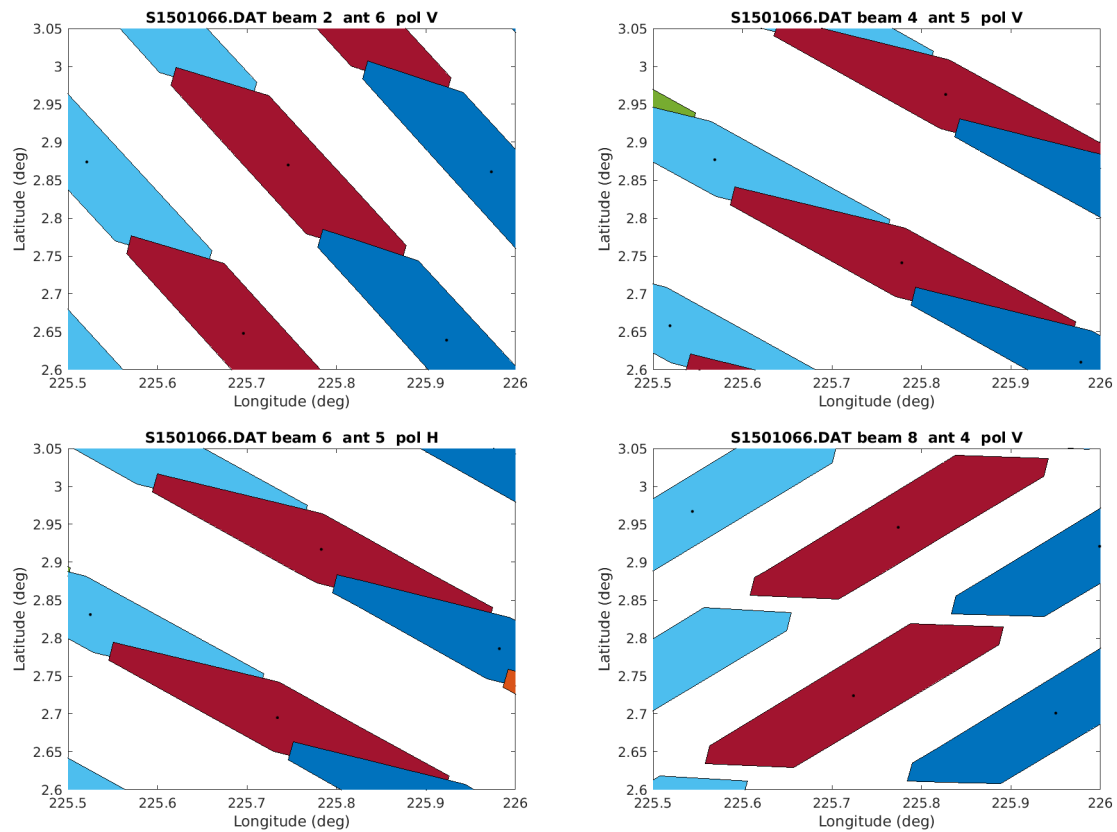 S1501066.DAT beam 2 ant 6 pol V
3.05
3
2.95
2.9
2.85
2.8
2.75
2.7
2.65
2.6
Latitude (deg)
225.5 225.6 225.7 225.8 225.9 226
Longitude (deg)
S1501066.DAT beam 4 ant 5 pol V
3.05
3
2.95
2.9
2.85
2.8
2.75
2.7
2.65
2.6
Latitude (deg)
225.5 225.6 225.7 225.8 225.9 226
Longitude (deg)
S1501066.DAT beam 6 ant 5 pol H
3.05
3
2.95
2.9
2.85
2.8
2.75
2.7
2.65
2.6
Latitude (deg)
225.5 225.6 225.7 225.8 225.9 226
Longitude (deg)
S1501066.DAT beam 8 ant 4 pol V
3.05
3
2.95
2.9
2.85
2.8
2.75
2.7
2.65
2.6
Latitude (deg)
225.5 225.6 225.7 225.8 225.9 226
Longitude (deg)